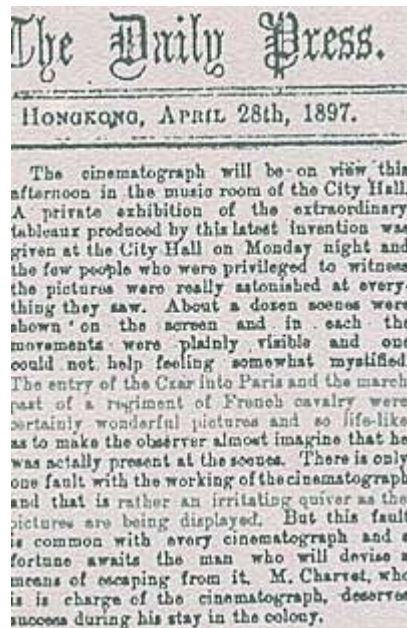 The Daily Press.
HONGKONG, APRIL 28th, 1897.
The cinematograph will be on view this
afternoon in the music room of the City Hall.
A private exhibition of the extraordinary
tableaux produced by this latest invention was
given at the City Hall on Monday night and
the few people who were privileged to witness
the pictures were really astonished at every-
thing they saw. About a dozen scenes were
shown on the screen and in each the
movements were plainly visible and one
could not help feeling somewhat mystified.
The entry of the Czar into Paris and the march
past of a regiment of French cavalry were
certainly wonderful pictures and so life-like
as to make the observer almost imagine that he
was actally present at the scenes. There is only
one fault with the working of the cinematograph
and that is rather an irritating quiver as the
pictures are being displayed. But this fault
is common with every cinematograph and a
fortune awaits the man who will devise a
means of escaping from it. M. Charvet, who
is is charge of the cinematograph, deserves
success during his stay in the colony.